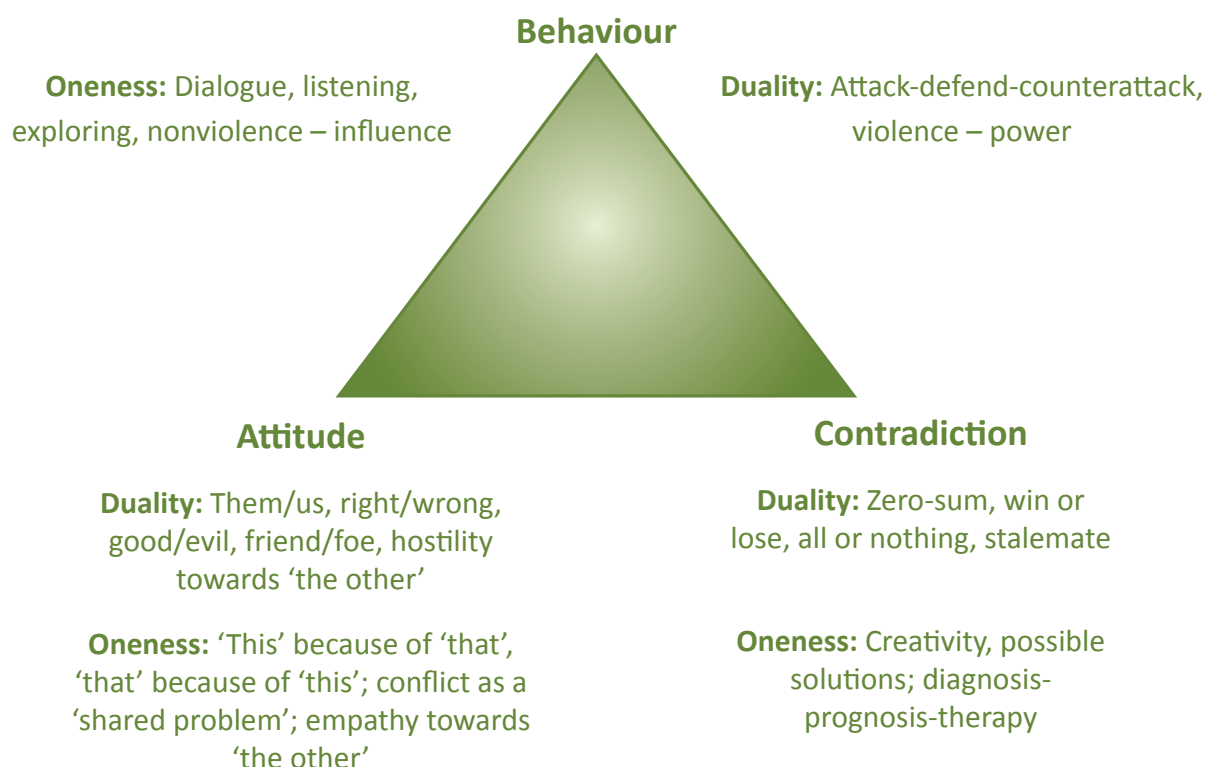 Behaviour
Oneness: Dialogue, listening,
exploring, nonviolence – influence
Duality: Attack-defend-counterattack,
violence – power
Attitude
Duality: Them/us, right/wrong,
good/evil, friend/foe, hostility
towards ‘the other’
Oneness: ‘This’ because of ‘that’,
‘that’ because of ‘this’; conflict as a
‘shared problem’; empathy towards
‘the other’
Contradiction
Duality: Zero-sum, win or
lose, all or nothing, stalemate
Oneness: Creativity, possible
solutions; diagnosis-
prognosis-therapy